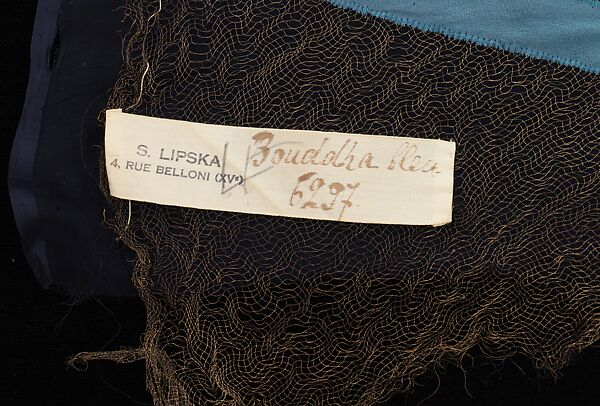 S. LIPSKA
4, RUE BELLONI (XVe)
Bouddha bleu
6297